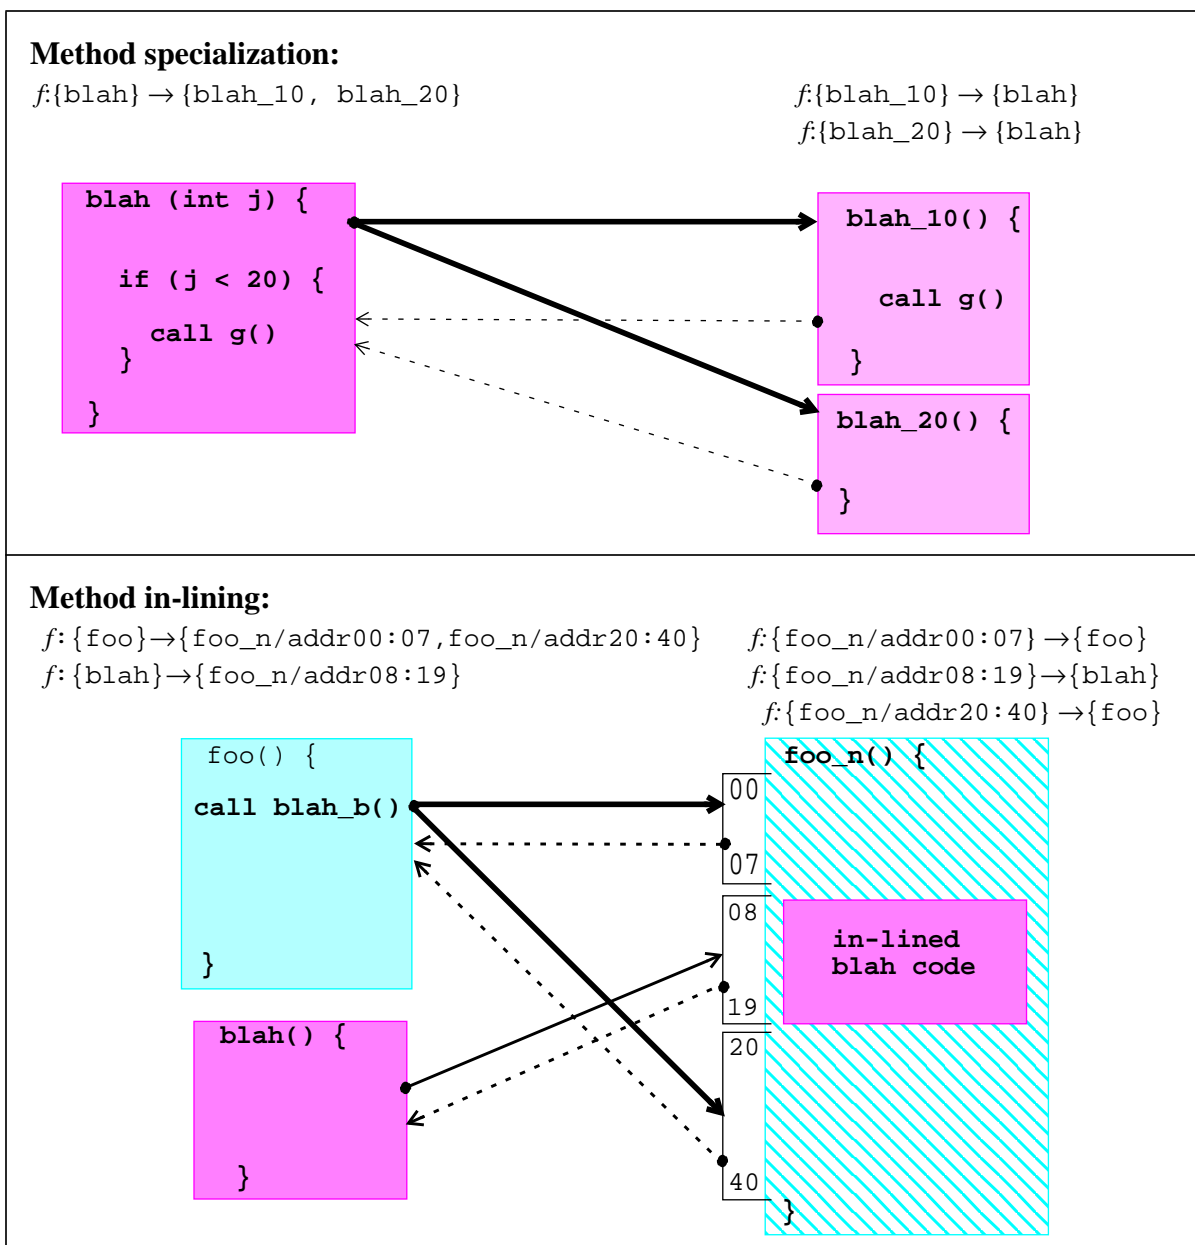 Method specialization:
f:{blah} → {blah_10, blah_20}
f:{blah_10} → {blah}
f:{blah_20} → {blah}
blah (int j) {
if (j < 20) {
call g()
}
}
blah_10() {
call g()
}
blah_20() {
}
Method in-lining:
f: {foo}→{foo_n/addr00:07,foo_n/addr20:40}
f: {blah}→{foo_n/addr08:19}
f:{foo_n/addr00:07}→{foo}
f:{foo_n/addr08:19}→{blah}
f:{foo_n/addr20:40} →{foo}
foo() {
call blah_b()
}
blah() {
}
00
07
08
19
20
40
foo_n() {
in-lined
blah code
}